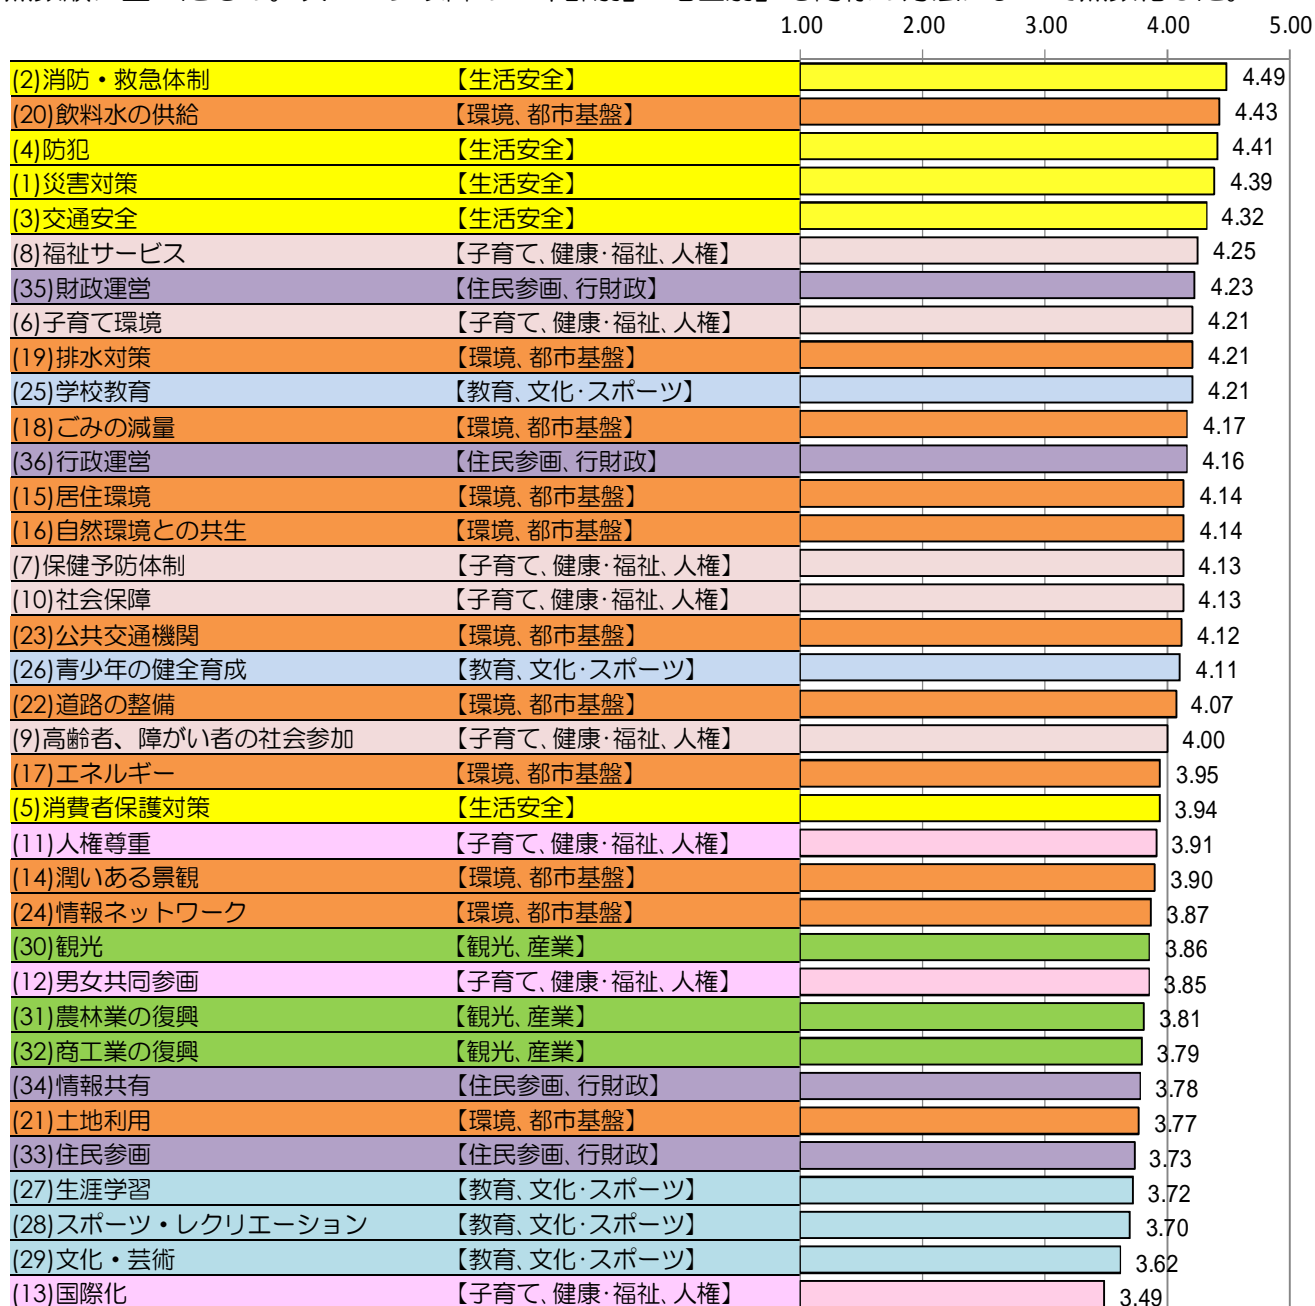 1.00 2.00 3.00 4.00 5.00
(2)消防・救急体制 【生活安全】 4.49
(20)飲料水の供給 【環境、都市基盤】 4.43
(4)防犯 【生活安全】 4.41
(1)災害対策 【生活安全】 4.39
(3)交通安全 【生活安全】 4.32
(8)福祉サービス 【子育て、健康･福祉、人権】 4.25
(35)財政運営 【住民参画、行財政】 4.23
(6)子育て環境 【子育て、健康･福祉、人権】 4.21
(19)排水対策 【環境、都市基盤】 4.21
(25)学校教育 【教育、文化･スポーツ】 4.21
(18)ごみの減量 【環境、都市基盤】 4.17
(36)行政運営 【住民参画、行財政】 4.16
(15)居住環境 【環境、都市基盤】 4.14
(16)自然環境との共生 【環境、都市基盤】 4.14
(7)保健予防体制 【子育て、健康･福祉、人権】 4.13
(10)社会保障 【子育て、健康･福祉、人権】 4.13
(23)公共交通機関 【環境、都市基盤】 4.12
(26)青少年の健全育成 【教育、文化･スポーツ】 4.11
(22)道路の整備 【環境、都市基盤】 4.07
(9)高齢者、障がい者の社会参加 【子育て、健康･福祉、人権】 4.00
(17)エネルギー 【環境、都市基盤】 3.95
(5)消費者保護対策 【生活安全】 3.94
(11)人権尊重 【子育て、健康･福祉、人権】 3.91
(14)潤いある景観 【環境、都市基盤】 3.90
(24)情報ネットワーク 【環境、都市基盤】 3.87
(30)観光 【観光、産業】 3.86
(12)男女共同参画 【子育て、健康･福祉、人権】 3.85
(31)農林業の復興 【観光、産業】 3.81
(32)商工業の復興 【観光、産業】 3.79
(34)情報共有 【住民参画、行財政】 3.78
(21)土地利用 【環境、都市基盤】 3.77
(33)住民参画 【住民参画、行財政】 3.73
(27)生涯学習 【教育、文化･スポーツ】 3.72
(28)スポーツ・レクリエーション 【教育、文化･スポーツ】 3.70
(29)文化・芸術 【教育、文化･スポーツ】 3.62
(13)国際化 【子育て、健康･福祉、人権】 3.49